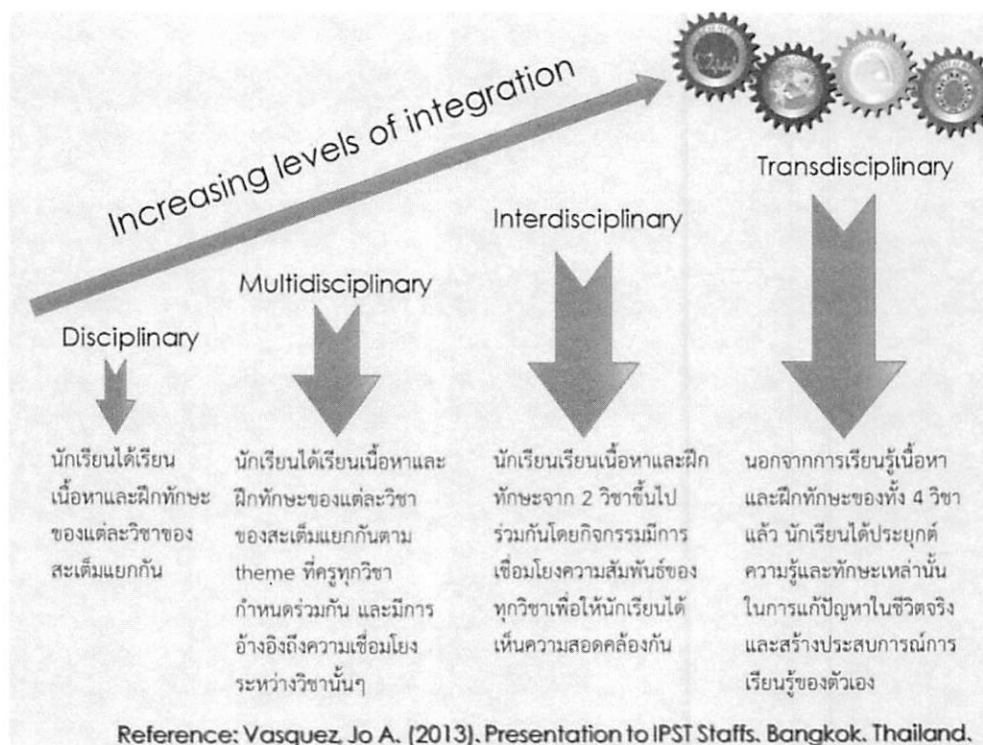 Increasing levels of integration
Disciplinary
นักเรียนได้เรียน
เนื้อหาและฝึกทักษะ
ของแต่ละวิชาของ
สะเต็มแยกกัน
Multidisciplinary
นักเรียนได้เรียนเนื้อหาและ
ฝึกทักษะของแต่ละวิชา
ของสะเต็มแยกกันตาม
theme ที่ครูทุกวิชา
กำหนดร่วมกัน และมีการ
อ้างอิงถึงความเชื่อมโยง
ระหว่างวิชานั้นๆ
Interdisciplinary
นักเรียนเรียนเนื้อหาและฝึก
ทักษะจาก 2 วิชาขึ้นไป
ร่วมกันโดยกิจกรรมมีการ
เชื่อมโยงความสัมพันธ์ของ
ทุกวิชาเพื่อให้นักเรียนได้
เห็นความสอดคล้องกัน
Transdisciplinary
นอกจากการเรียนรู้เนื้อหา
และฝึกทักษะของทั้ง 4 วิชา
แล้ว นักเรียนได้ประยุกต์
ความรู้และทักษะเหล่านั้น
ในการแก้ปัญหาในชีวิตจริง
และสร้างประสบการณ์การ
เรียนรู้ของตัวเอง
Reference: Vasquez, Jo A. (2013). Presentation to IPST Staffs. Bangkok. Thailand.